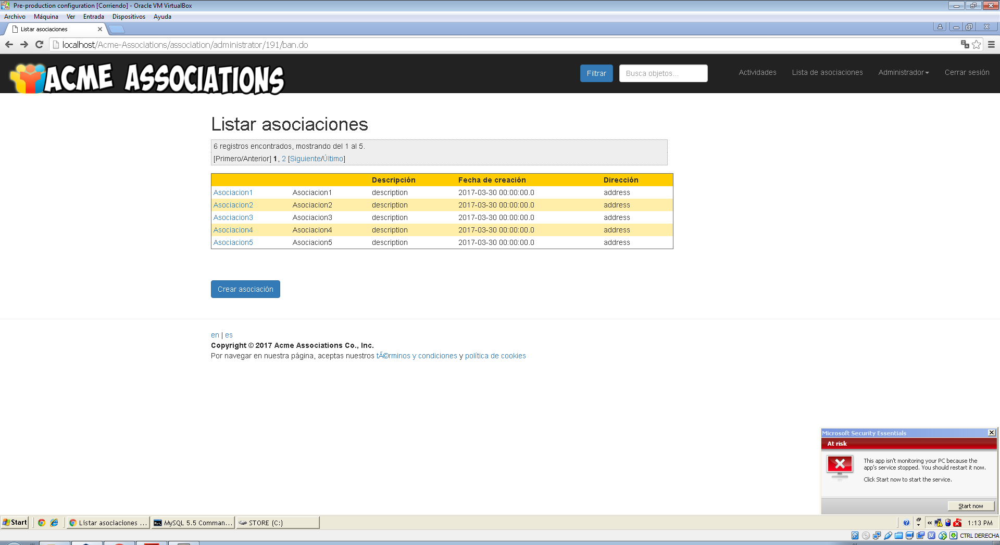 Pre-production configuration [Corriendo] - Oracle VM VirtualBox
Archivo Máquina Ver Entrada Dispositivos Ayuda
Listar asociaciones
localhost/Acme-Associations/association/administrator/191/ban.do
ACME ASSOCIATIONS
Filtrar Busca objetos... Actividades Lista de asociaciones Administrador Cerrar sesión
Listar asociaciones
6 registros encontrados, mostrando del 1 al 5.
[Primero/Anterior] 1, 2 [Siguiente/Último]
Descripción Fecha de creación Dirección
Asociacion1 Asociacion1 description 2017-03-30 00:00:00.0 address
Asociacion2 Asociacion2 description 2017-03-30 00:00:00.0 address
Asociacion3 Asociacion3 description 2017-03-30 00:00:00.0 address
Asociacion4 Asociacion4 description 2017-03-30 00:00:00.0 address
Asociacion5 Asociacion5 description 2017-03-30 00:00:00.0 address
Crear asociación
en | es
Copyright © 2017 Acme Associations Co., Inc.
Por navegar en nuestra página, aceptas nuestros tÃ©rminos y condiciones y política de cookies
Microsoft Security Essentials
At risk
This app isn't monitoring your PC because the
app's service stopped. You should restart it now.
Click Start now to start the service.
Start now
Start Listar asociaciones ... MySQL 5.5 Comman... STORE (C:) 1:13 PM
CTRL DERECHA